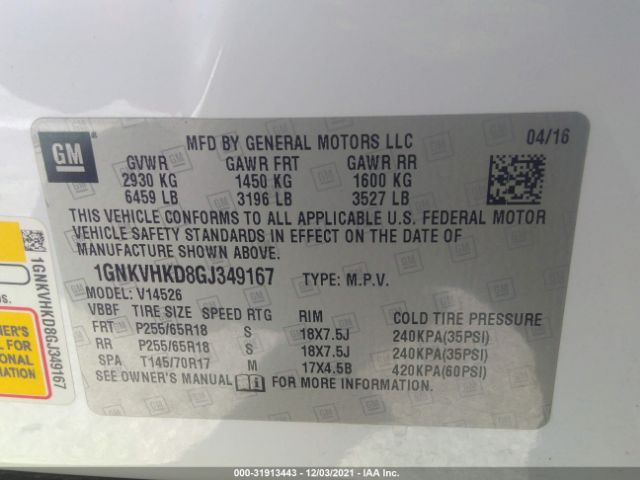 GM
MFD BY GENERAL MOTORS LLC 04/16
GVWR GAWR FRT GAWR RR
2930 KG 1450 KG 1600 KG
6459 LB 3196 LB 3527 LB
THIS VEHICLE CONFORMS TO ALL APPLICABLE U.S. FEDERAL MOTOR
VEHICLE SAFETY STANDARDS IN EFFECT ON THE DATE OF
MANUFACTURE SHOWN ABOVE.
1GNKVHKD8GJ349167 TYPE: M.P.V.
MODEL: V14526
VBBF TIRE SIZE SPEED RTG RIM COLD TIRE PRESSURE
FRT P255/65R18 S 18X7.5J 240KPA(35PSI)
RR P255/65R18 S 18X7.5J 240KPA(35PSI)
SPA T145/70R17 M 17X4.5B 420KPA(60PSI)
SEE OWNER'S MANUAL FOR MORE INFORMATION.
1GNKVHKD8GJ349167
000-31913443 - 12/03/2021 - IAA Inc.